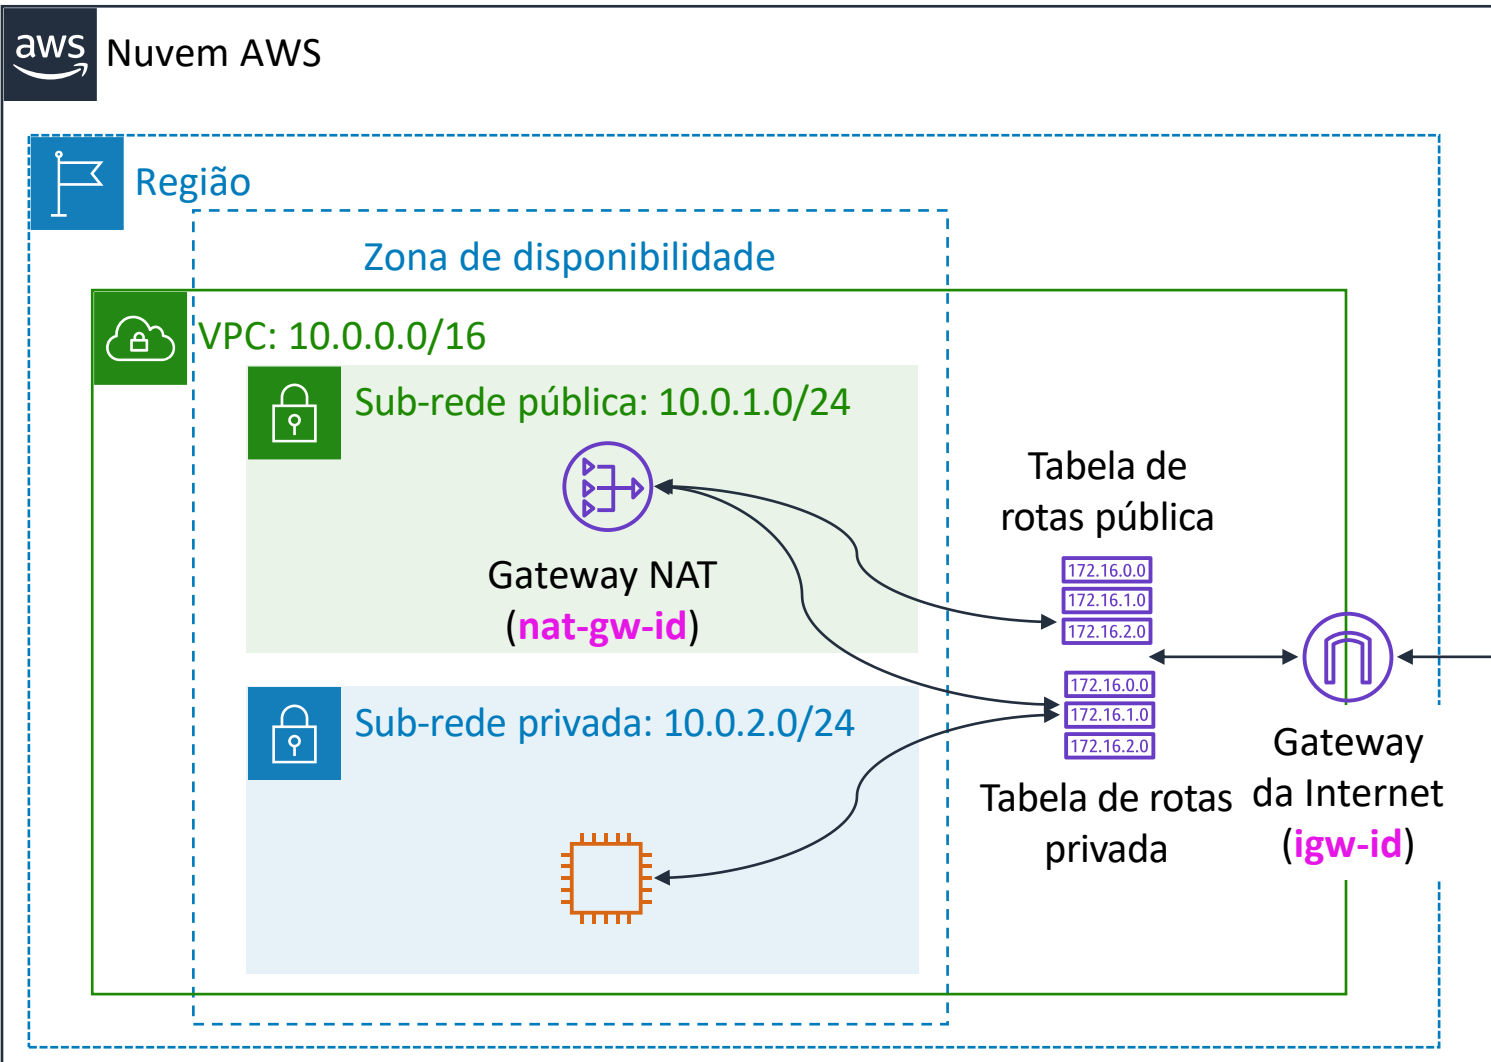 aws
Nuvem AWS
Região
Zona de disponibilidade
VPC: 10.0.0.0/16
Sub-rede pública: 10.0.1.0/24
Gateway NAT
(nat-gw-id)
Tabela de
rotas pública
172.16.0.0
172.16.1.0
172.16.2.0
172.16.0.0
172.16.1.0
172.16.2.0
Tabela de rotas
privada
Gateway
da Internet
(igw-id)
Sub-rede privada: 10.0.2.0/24